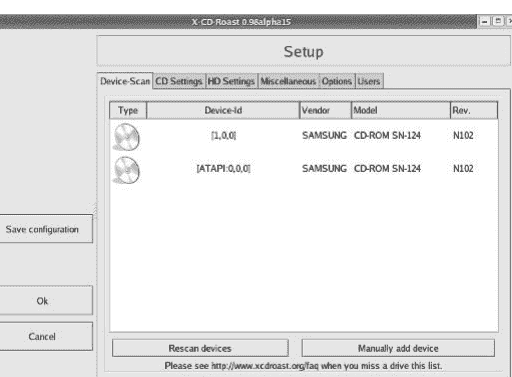 X-CD-Roast 0.96alpha15
Setup
Device-Scan CD Settings HD Settings Miscellaneous Options Users
Type Device-Id Vendor Model Rev.
[1,0,0] SAMSUNG CD-ROM SN-124 N102
[ATAPI:0,0,0] SAMSUNG CD-ROM SN-124 N102
Save configuration
Ok
Cancel
Rescan devices Manually add device
Please see http://www.xcdroast.org/faq when you miss a drive this list.